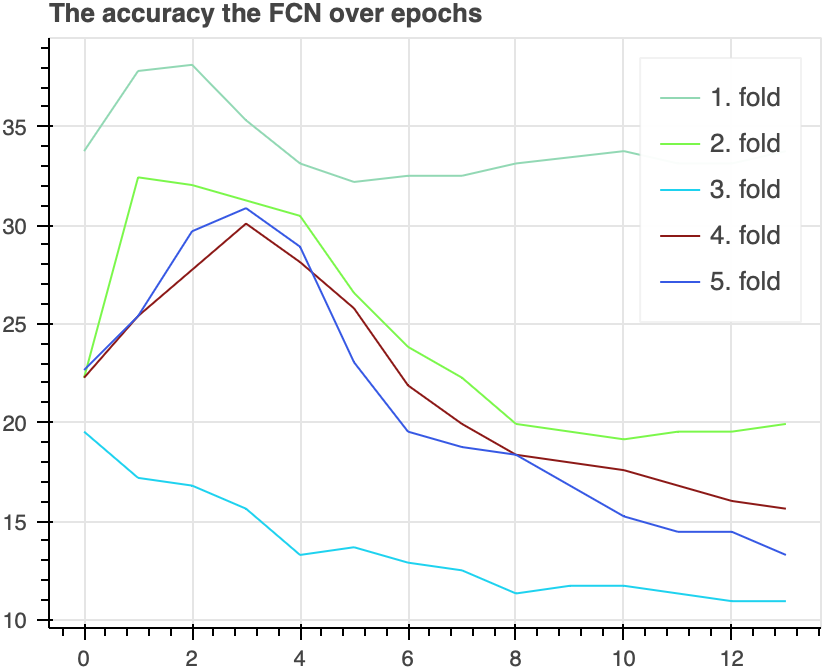 The accuracy the FCN over epochs
1. fold
2. fold
3. fold
4. fold
5. fold
35
30
25
20
15
10
0 2 4 6 8 10 12